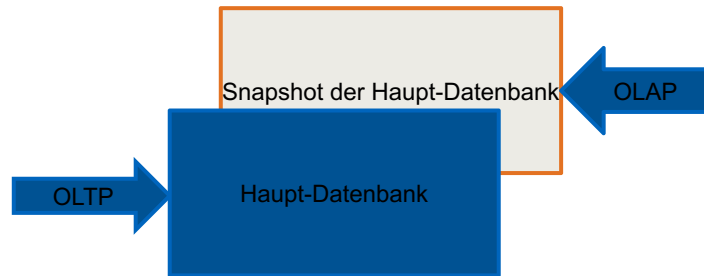 Snapshot der Haupt-Datenbank
OLAP
OLTP
Haupt-Datenbank